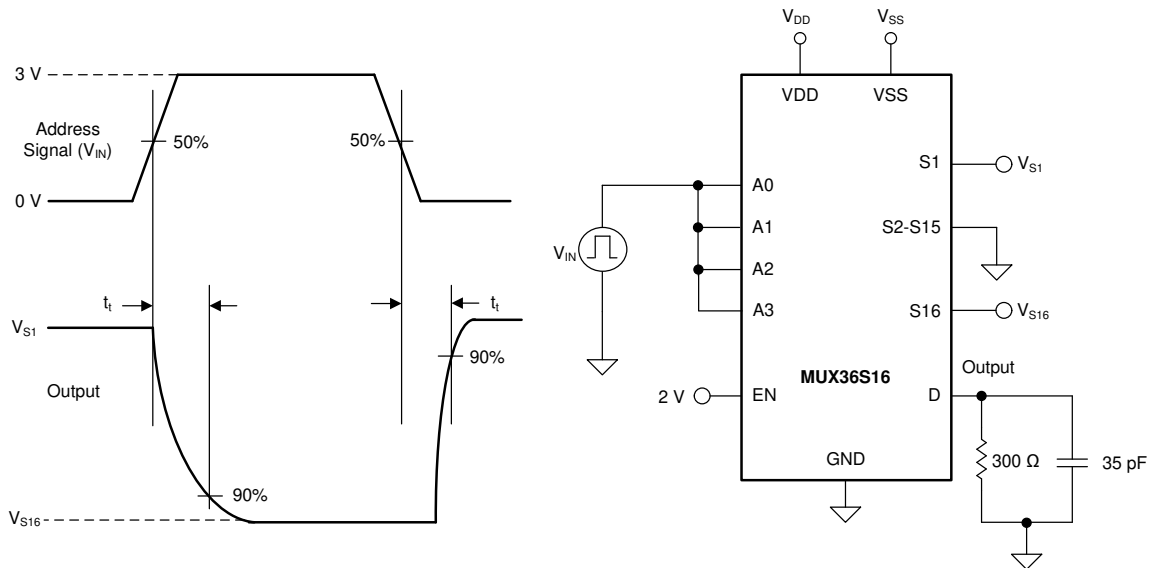 3 V
Address
Signal (VIN)
50%
50%
0 V
tt
tt
VS1
90%
Output
90%
VS16
VDD
VSS
VDD
VSS
S1
VS1
A0
A1
S2-S15
VIN
A2
A3
S16
VS16
Output
MUX36S16
2 V
EN
D
300 Ω
35 pF
GND